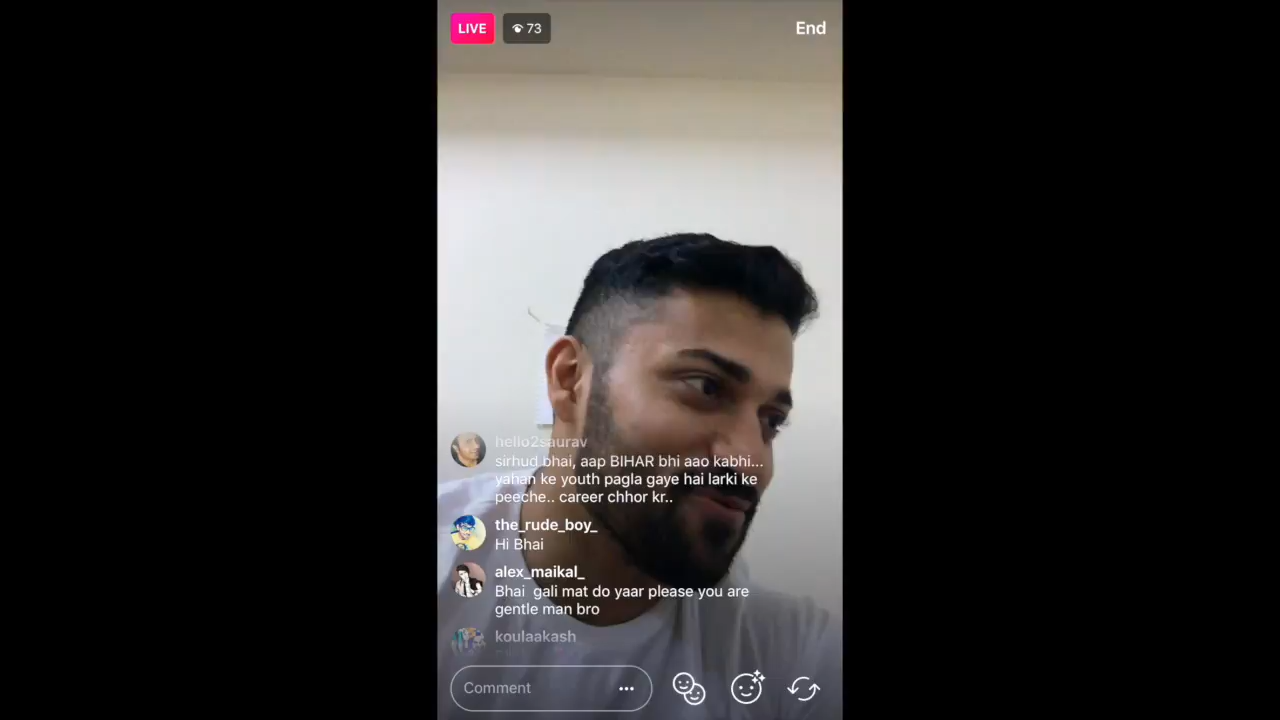 LIVE 73 End
hello2saurav
sirhud bhai, aap BIHAR bhi aao kabhi...
yahan ke youth pagla gaye hai larki ke
peeche.. career chhor kr..
the_rude_boy_
Hi Bhai
alex_maikal_
Bhai gali mat do yaar please you are
gentle man bro
koulaakash
Comment